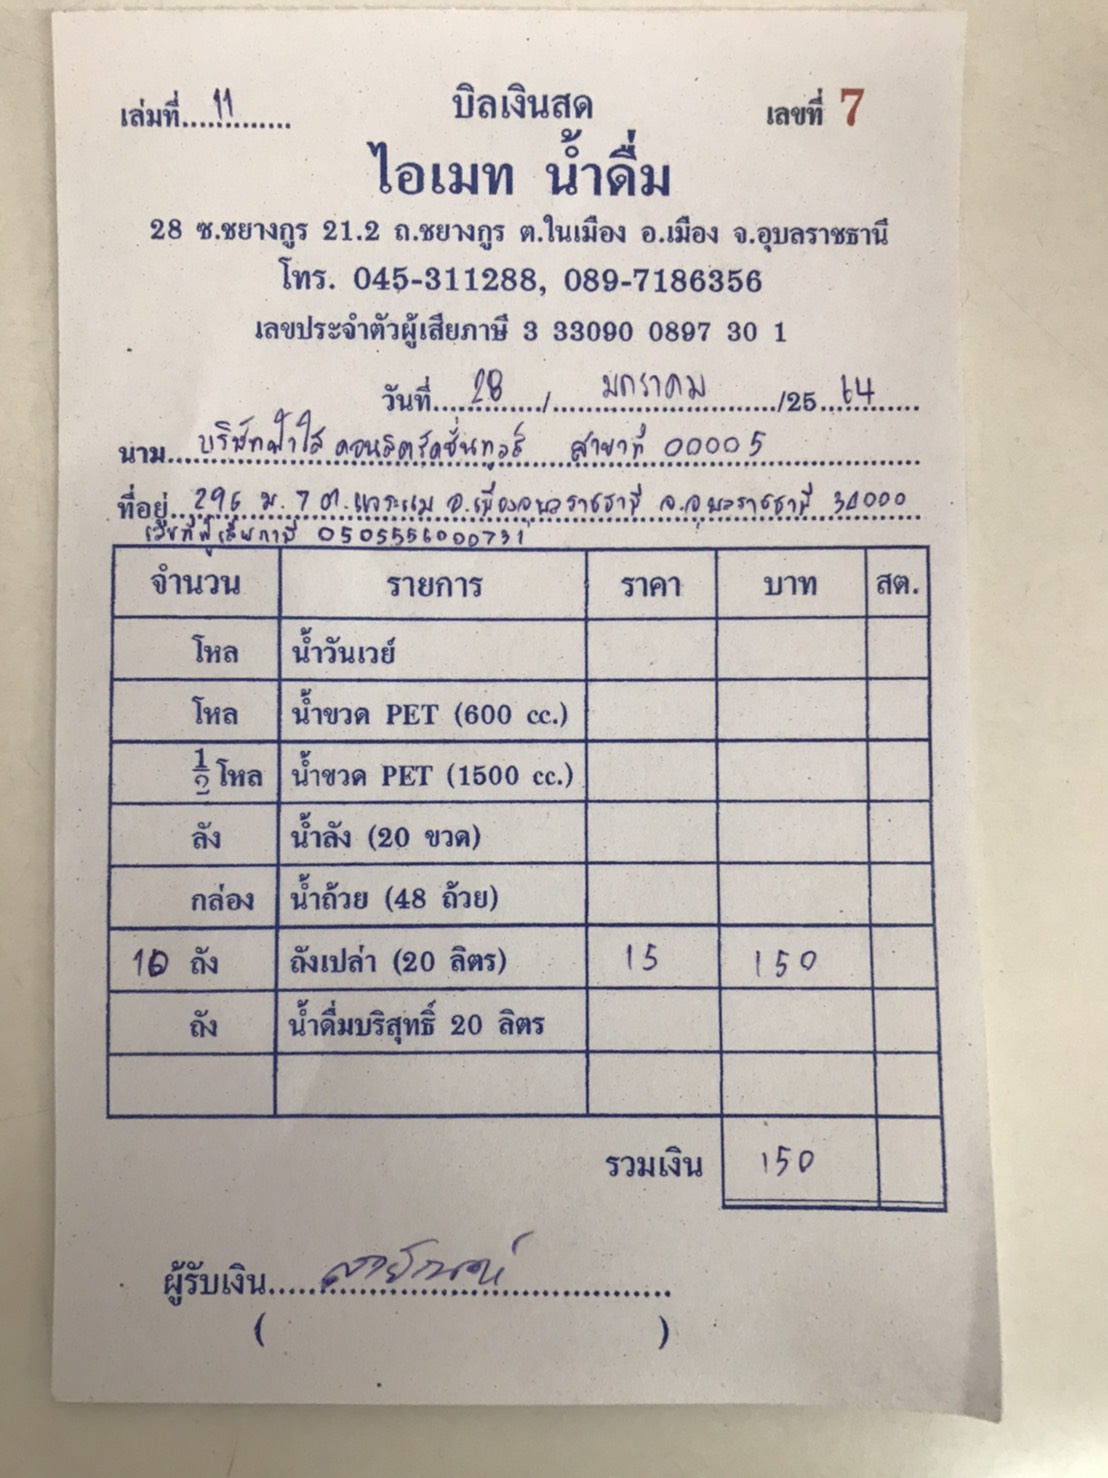 เล่มที่ 11 บิลเงินสด เลขที่ 7
ไอเมท น้ำดื่ม
28 ซ.ชยางกูร 21.2 ถ.ชยางกูร ต.ในเมือง อ.เมือง จ.อุบลราชธานี
โทร. 045-311288, 089-7186356
เลขประจำตัวผู้เสียภาษี 3 33090 0897 30 1
วันที่ 28 / มกราคม /25 64
นาม บริษัทฟ้าใส คอนสตรัคชั่นทูลส์ สาขาที่ 00005
ที่อยู่ 296 ม. 7 ต.แจระแม อ.เมืองอุบลราชธานี จ.อุบลราชธานี 34000
เลขที่ผู้เสียภาษี 0505556000731
จำนวน รายการ ราคา บาท สต.
โหล น้ำวันเวย์
โหล น้ำขวด PET (600 cc.)
1/2 โหล น้ำขวด PET (1500 cc.)
ลัง น้ำลัง (20 ขวด)
กล่อง น้ำถ้วย (48 ถ้วย)
10 ถัง ถังเปล่า (20 ลิตร) 15 150
ถัง น้ำดื่มบริสุทธิ์ 20 ลิตร
รวมเงิน 150
ผู้รับเงิน
( )